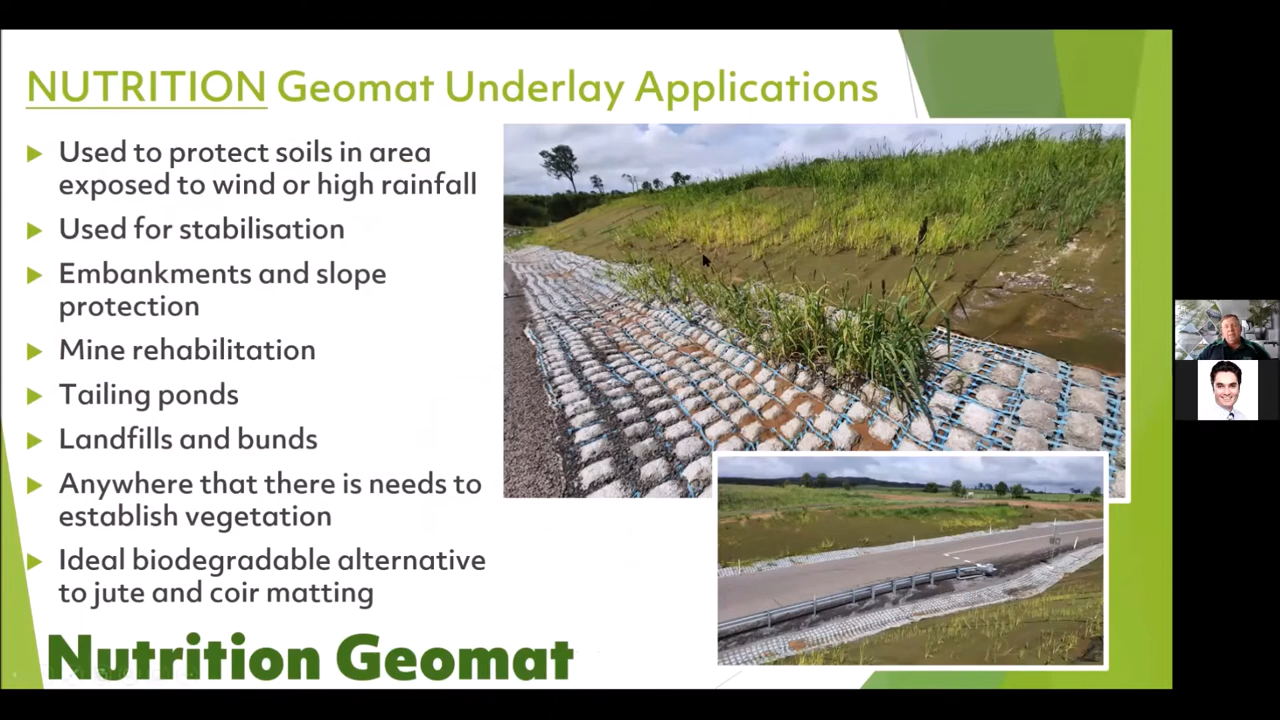 NUTRITION Geomat Underlay Applications
Used to protect soils in area
exposed to wind or high rainfall
Used for stabilisation
Embankments and slope
protection
Mine rehabilitation
Tailing ponds
Landfills and bunds
Anywhere that there is needs to
establish vegetation
Ideal biodegradable alternative
to jute and coir matting
Nutrition Geomat